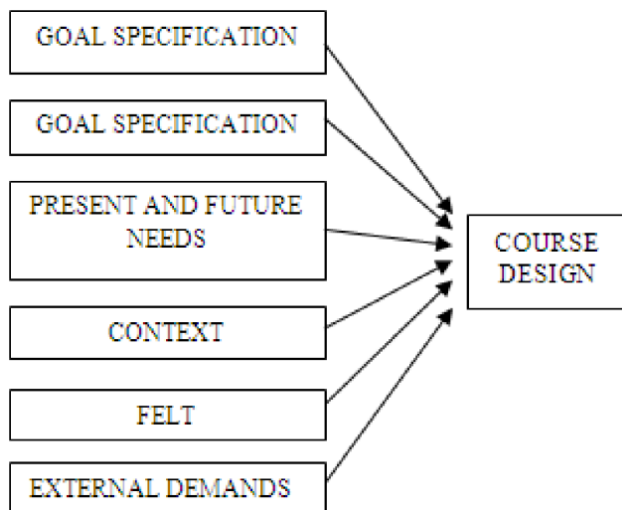 GOAL SPECIFICATION
GOAL SPECIFICATION
PRESENT AND FUTURE
NEEDS
CONTEXT
FELT
EXTERNAL DEMANDS
COURSE
DESIGN